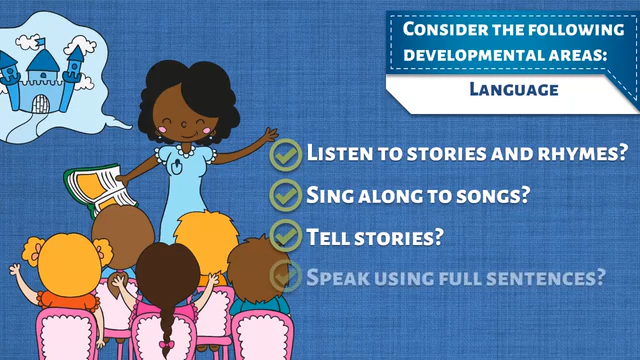 Consider the following
developmental areas:
Language
Listen to stories and rhymes?
Sing along to songs?
Tell stories?
Speak using full sentences?